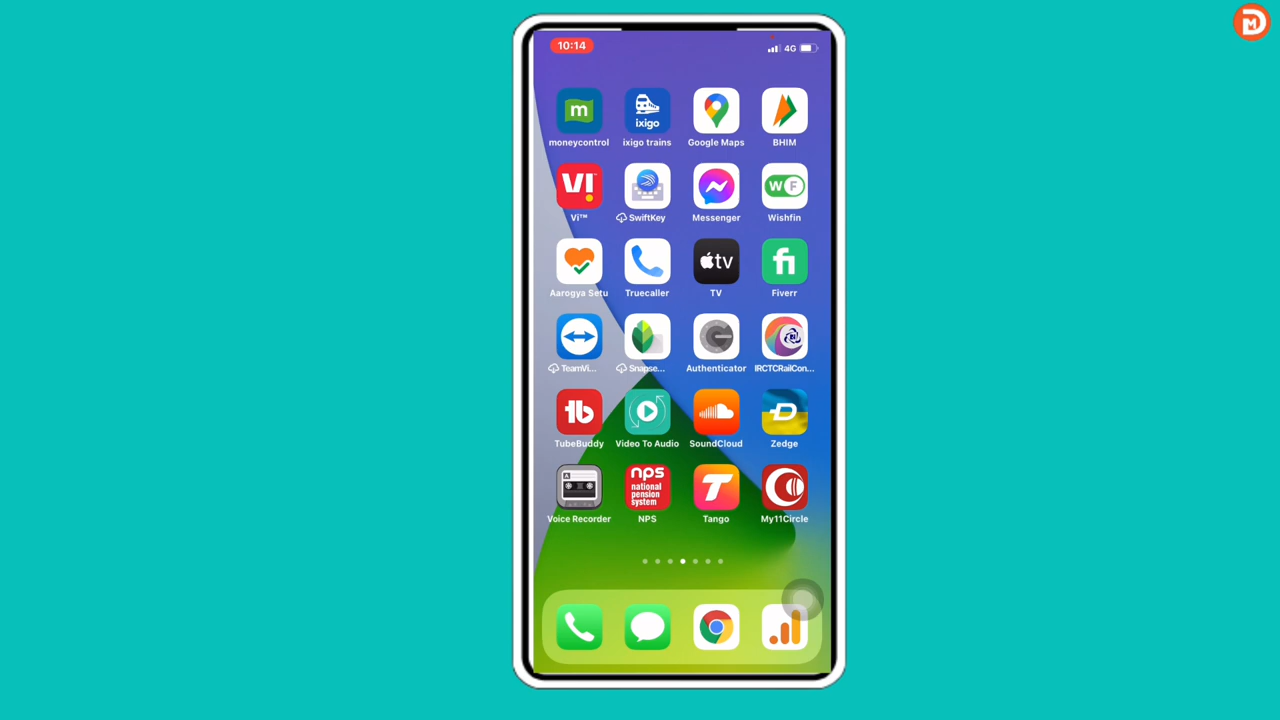 10:14
4G
m
ixigo
moneycontrol
ixigo trains
Google Maps
BHIM
VI
W F
Vi™
SwiftKey
Messenger
Wishfin
tv
fi
Aarogya Setu
Truecaller
TV
Fiverr
TeamVi...
Snapse...
Authenticator
IRCTCRailCon...
tb
D
TubeBuddy
Video To Audio
SoundCloud
Zedge
A
nps
national
pension
system
T
Voice Recorder
NPS
Tango
My11Circle